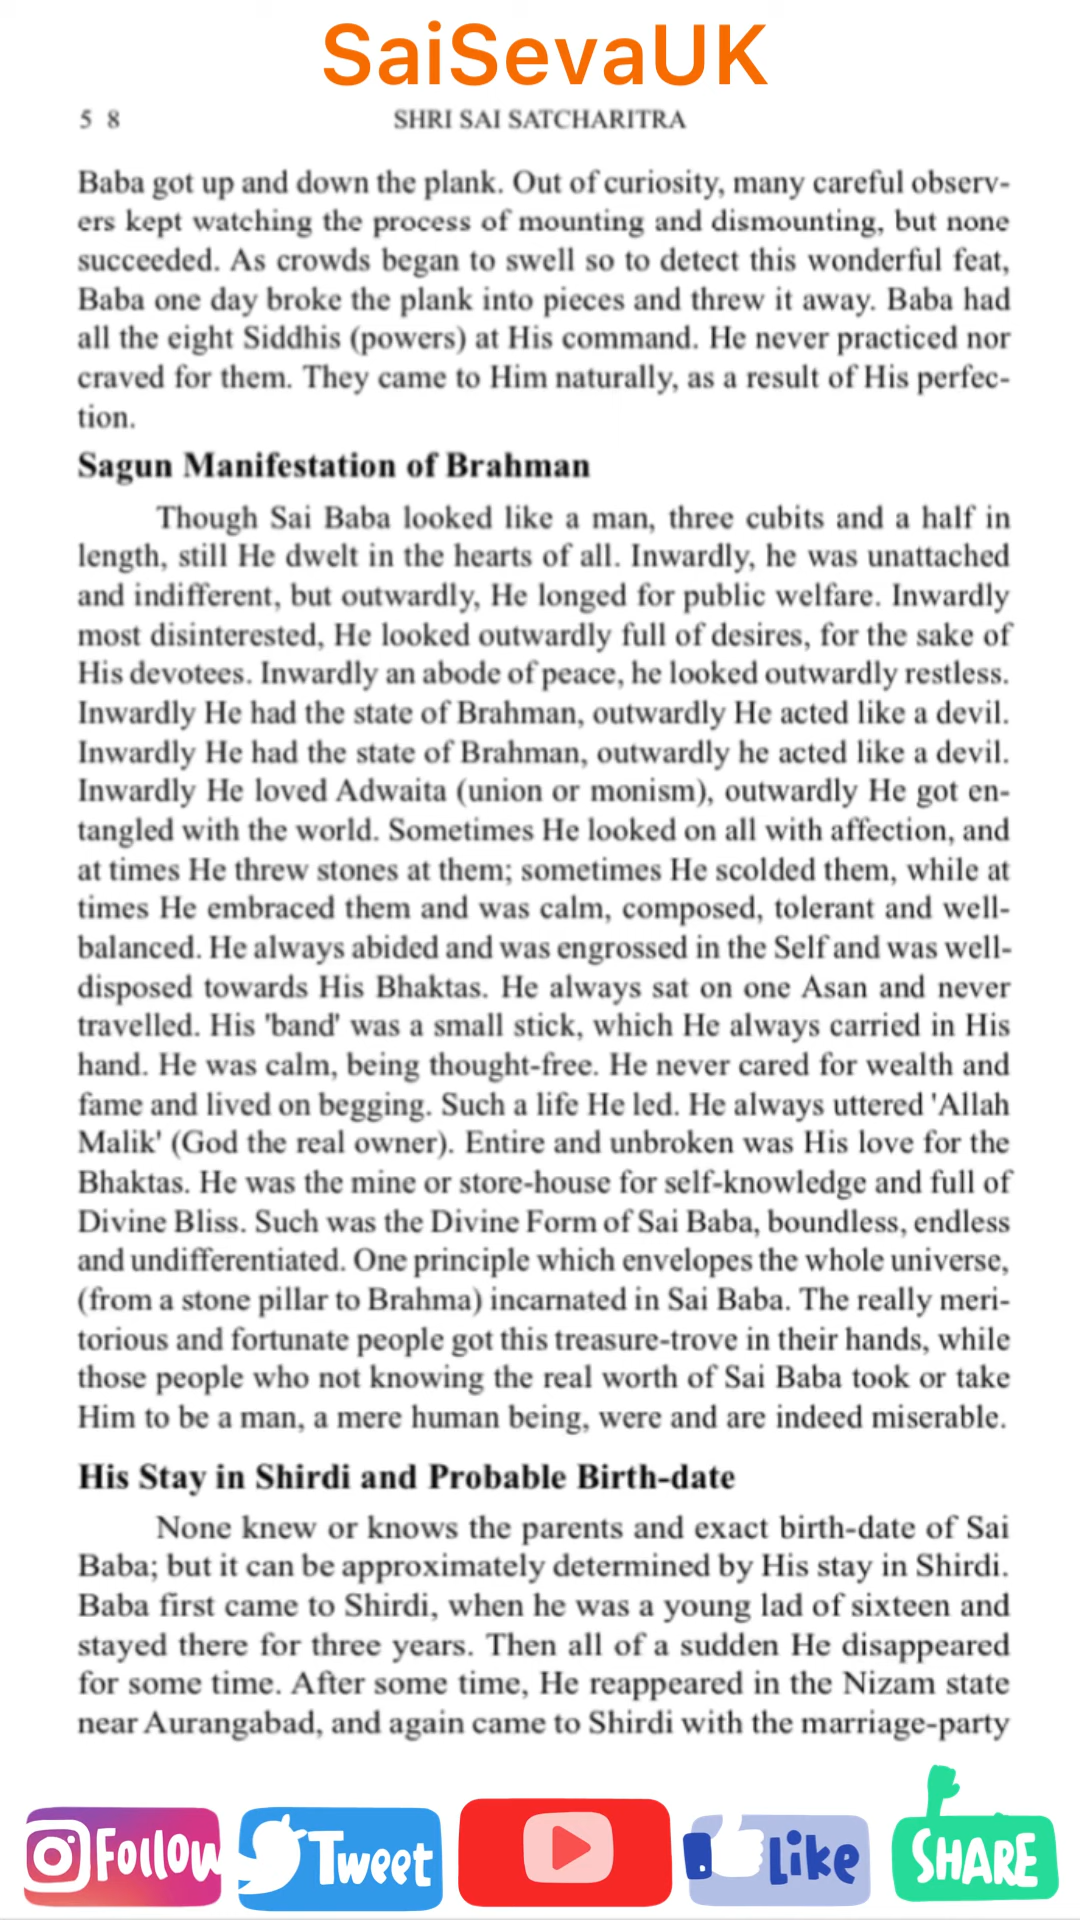 SaiSevaUK
5 8 SHRI SAI SATCHARITRA
Baba got up and down the plank. Out of curiosity, many careful observ-
ers kept watching the process of mounting and dismounting, but none
succeeded. As crowds began to swell so to detect this wonderful feat,
Baba one day broke the plank into pieces and threw it away. Baba had
all the eight Siddhis (powers) at His command. He never practiced nor
craved for them. They came to Him naturally, as a result of His perfec-
tion.
Sagun Manifestation of Brahman
Though Sai Baba looked like a man, three cubits and a half in
length, still He dwelt in the hearts of all. Inwardly, he was unattached
and indifferent, but outwardly, He longed for public welfare. Inwardly
most disinterested, He looked outwardly full of desires, for the sake of
His devotees. Inwardly an abode of peace, he looked outwardly restless.
Inwardly He had the state of Brahman, outwardly He acted like a devil.
Inwardly He had the state of Brahman, outwardly he acted like a devil.
Inwardly He loved Adwaita (union or monism), outwardly He got en-
tangled with the world. Sometimes He looked on all with affection, and
at times He threw stones at them; sometimes He scolded them, while at
times He embraced them and was calm, composed, tolerant and well-
balanced. He always abided and was engrossed in the Self and was well-
disposed towards His Bhaktas. He always sat on one Asan and never
travelled. His 'band' was a small stick, which He always carried in His
hand. He was calm, being thought-free. He never cared for wealth and
fame and lived on begging. Such a life He led. He always uttered 'Allah
Malik' (God the real owner). Entire and unbroken was His love for the
Bhaktas. He was the mine or store-house for self-knowledge and full of
Divine Bliss. Such was the Divine Form of Sai Baba, boundless, endless
and undifferentiated. One principle which envelopes the whole universe,
(from a stone pillar to Brahma) incarnated in Sai Baba. The really meri-
torious and fortunate people got this treasure-trove in their hands, while
those people who not knowing the real worth of Sai Baba took or take
Him to be a man, a mere human being, were and are indeed miserable.
His Stay in Shirdi and Probable Birth-date
None knew or knows the parents and exact birth-date of Sai
Baba; but it can be approximately determined by His stay in Shirdi.
Baba first came to Shirdi, when he was a young lad of sixteen and
stayed there for three years. Then all of a sudden He disappeared
for some time. After some time, He reappeared in the Nizam state
near Aurangabad, and again came to Shirdi with the marriage-party
Follow Tweet Like SHARE